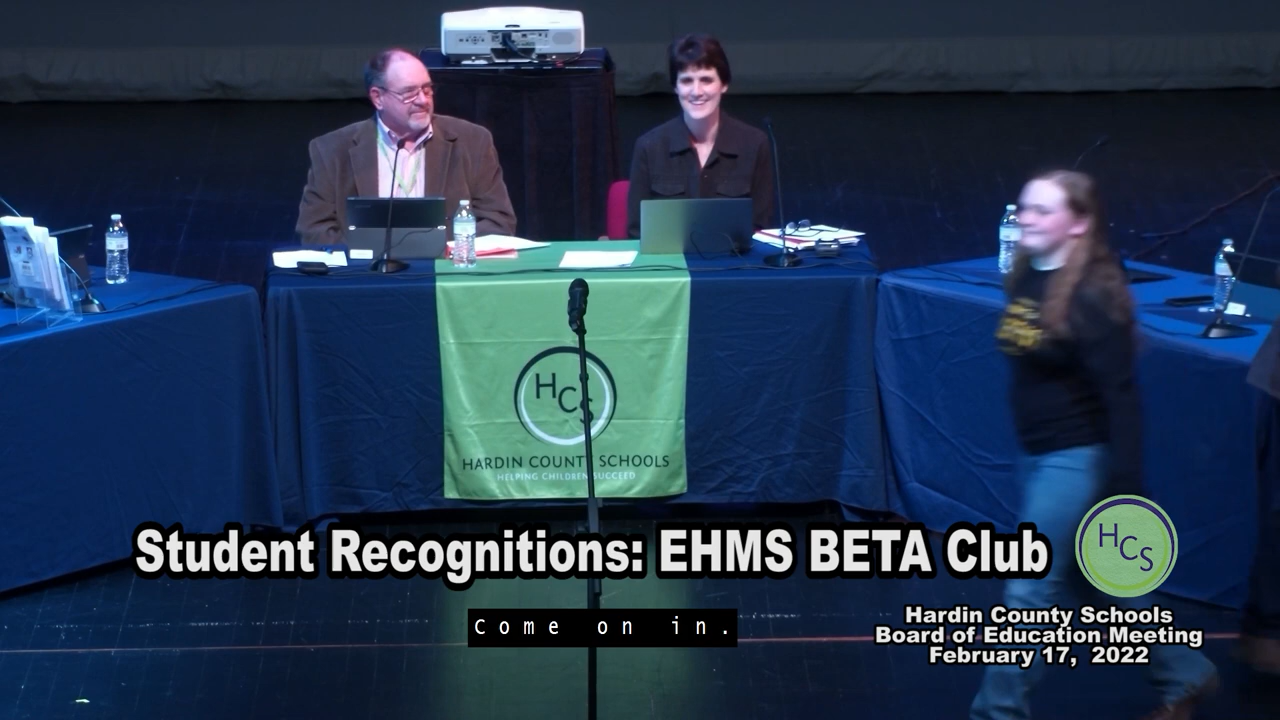 HCS
HARDIN COUNTY SCHOOLS
HELPING CHILDREN SUCCEED
Student Recognitions: EHMS BETA Club
HCS
Come on in.
Hardin County Schools
Board of Education Meeting
February 17, 2022